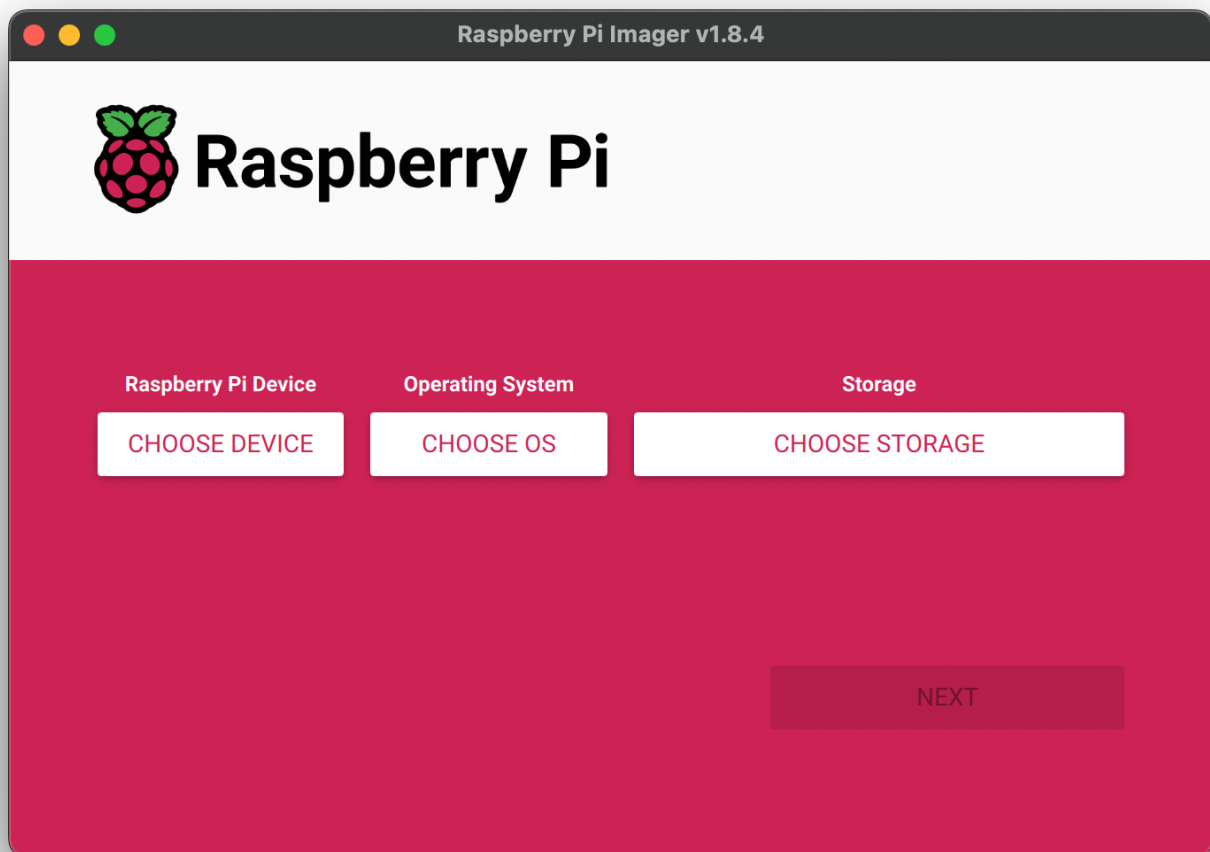 Raspberry Pi Imager v1.8.4
Raspberry Pi
Raspberry Pi Device
Operating System
Storage
CHOOSE DEVICE
CHOOSE OS
CHOOSE STORAGE
NEXT